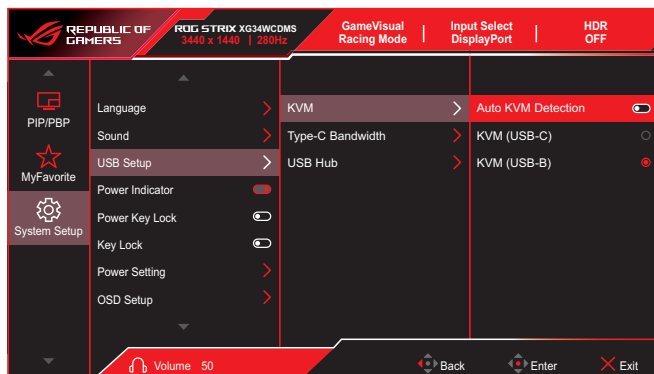 REPUBLIC OF
GAMERS
ROG STRIX XG34WCDMS
3440 x 1440 | 280Hz
GameVisual
Racing Mode
Input Select
DisplayPort
HDR
OFF
PIP/PBP
MyFavorite
System Setup
Language
Sound
USB Setup
Power Indicator
Power Key Lock
Key Lock
Power Setting
OSD Setup
KVM
Type-C Bandwidth
USB Hub
Auto KVM Detection
KVM (USB-C)
KVM (USB-B)
Volume 50
Back
Enter
Exit